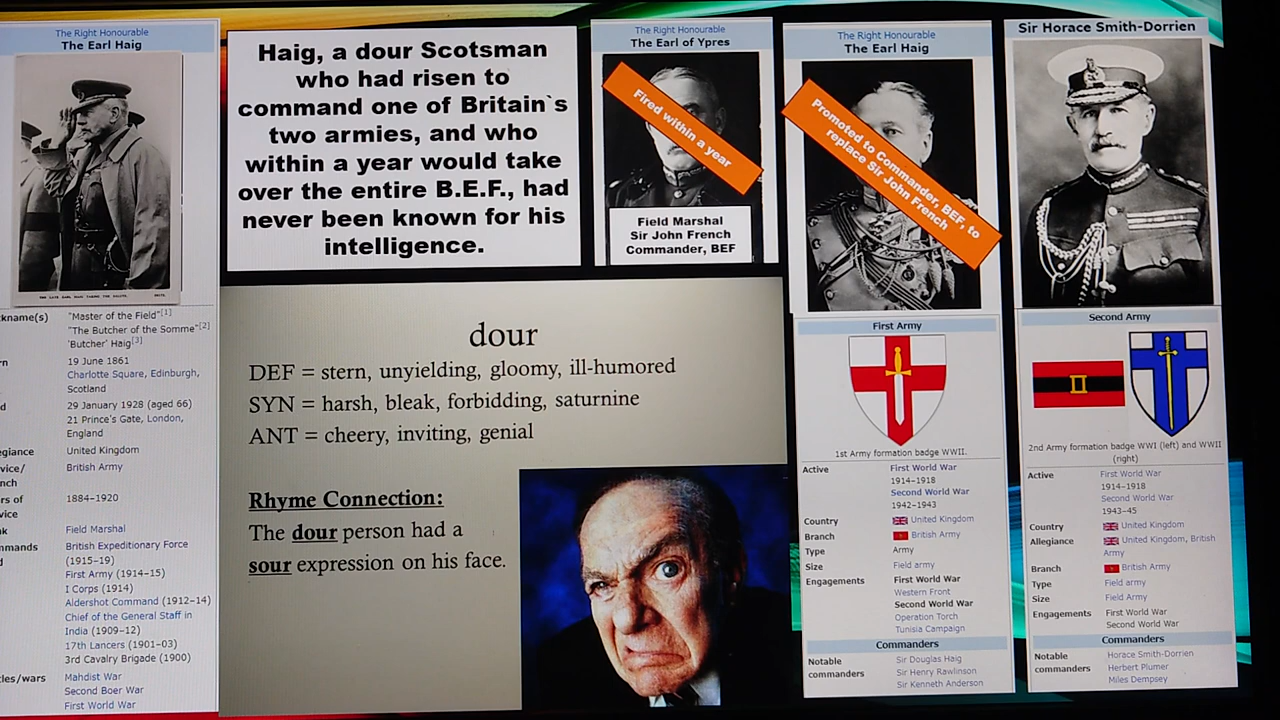 The Right Honourable
The Earl Haig
"Master of the Field"[1]
"The Butcher of the Somme"[2]
'Butcher' Haig[3]
19 June 1861
Charlotte Square, Edinburgh,
Scotland
29 January 1928 (aged 66)
21 Prince's Gate, London,
England
United Kingdom
British Army
1884–1920
Field Marshal
British Expeditionary Force
(1915–19)
First Army (1914–15)
I Corps (1914)
Aldershot Command (1912–14)
Chief of the General Staff in
India (1909–12)
17th Lancers (1901–03)
3rd Cavalry Brigade (1900)
Mahdist War
Second Boer War
First World War
Haig, a dour Scotsman
who had risen to
command one of Britain`s
two armies, and who
within a year would take
over the entire B.E.F., had
never been known for his
intelligence.
dour
DEF = stern, unyielding, gloomy, ill-humored
SYN = harsh, bleak, forbidding, saturnine
ANT = cheery, inviting, genial
Rhyme Connection:
The dour person had a
sour expression on his face.
The Right Honourable
The Earl of Ypres
Fired within a year
Field Marshal
Sir John French
Commander, BEF
The Right Honourable
The Earl Haig
Promoted to Commander, BEF, to
replace Sir John French
First Army
1st Army formation badge WWII.
Active First World War
1914–1918
Second World War
1942–1943
Country United Kingdom
Branch British Army
Type Army
Size Field army
Engagements First World War
Western Front
Second World War
Operation Torch
Tunisia Campaign
Commanders
Notable Sir Douglas Haig
commanders Sir Henry Rawlinson
Sir Kenneth Anderson
Sir Horace Smith-Dorrien
Second Army
II
2nd Army formation badge WWI (left) and WWII
(right)
Active First World War
1914–1918
Second World War
1943–45
Country United Kingdom
Allegiance United Kingdom, British
Army
Branch British Army
Type Field army
Size Field Army
Engagements First World War
Second World War
Commanders
Notable Horace Smith-Dorrien
commanders Herbert Plumer
Miles Dempsey